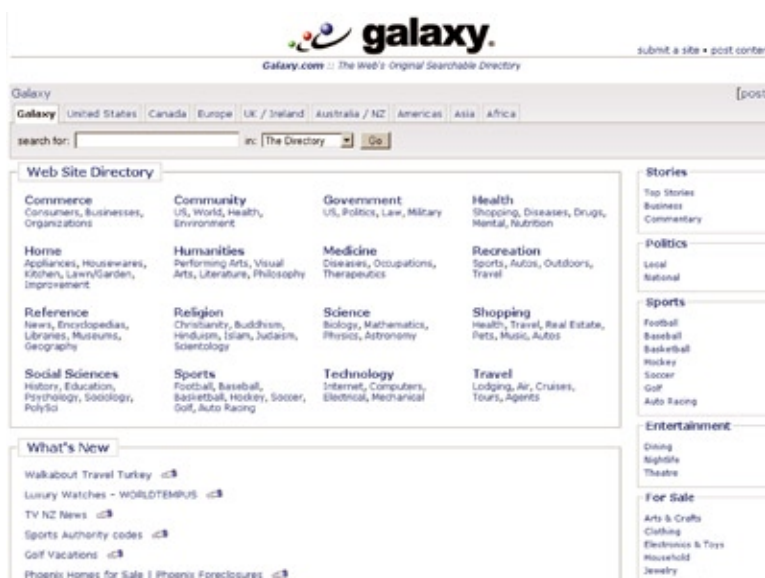 galaxy.
submit a site • post conten
Galaxy.com :: The Web's Original Searchable Directory
Galaxy
[post
Galaxy United States Canada Europe UK / Ireland Australia / NZ Americas Asia Africa
search for: in: The Directory Go
Web Site Directory
Commerce
Consumers, Businesses,
Organizations
Community
US, World, Health,
Environment
Government
US, Politics, Law, Military
Health
Shopping, Diseases, Drugs,
Mental, Nutrition
Home
Appliances, Housewares,
Kitchen, Lawn/Garden,
Improvement
Humanities
Performing Arts, Visual
Arts, Literature, Philosophy
Medicine
Diseases, Occupations,
Therapeutics
Recreation
Sports, Autos, Outdoors,
Travel
Reference
News, Encyclopedias,
Libraries, Museums,
Geography
Religion
Christianity, Buddhism,
Hinduism, Islam, Judaism,
Scientology
Science
Biology, Mathematics,
Physics, Astronomy
Shopping
Health, Travel, Real Estate,
Pets, Music, Autos
Social Sciences
History, Education,
Psychology, Sociology,
PolySci
Sports
Football, Baseball,
Basketball, Hockey, Soccer,
Golf, Auto Racing
Technology
Internet, Computers,
Electrical, Mechanical
Travel
Lodging, Air, Cruises,
Tours, Agents
What's New
Walkabout Travel Turkey
Luxury Watches - WORLDTEMPUS
TV NZ News
Sports Authority codes
Golf Vacations
Phoenix Homes for Sale | Phoenix Foreclosures
Stories
Top Stories
Business
Commentary
Politics
Local
National
Sports
Football
Baseball
Basketball
Hockey
Soccer
Golf
Auto Racing
Entertainment
Dining
Nightlife
Theatre
For Sale
Arts & Crafts
Clothing
Electronics & Toys
Household
Jewelry